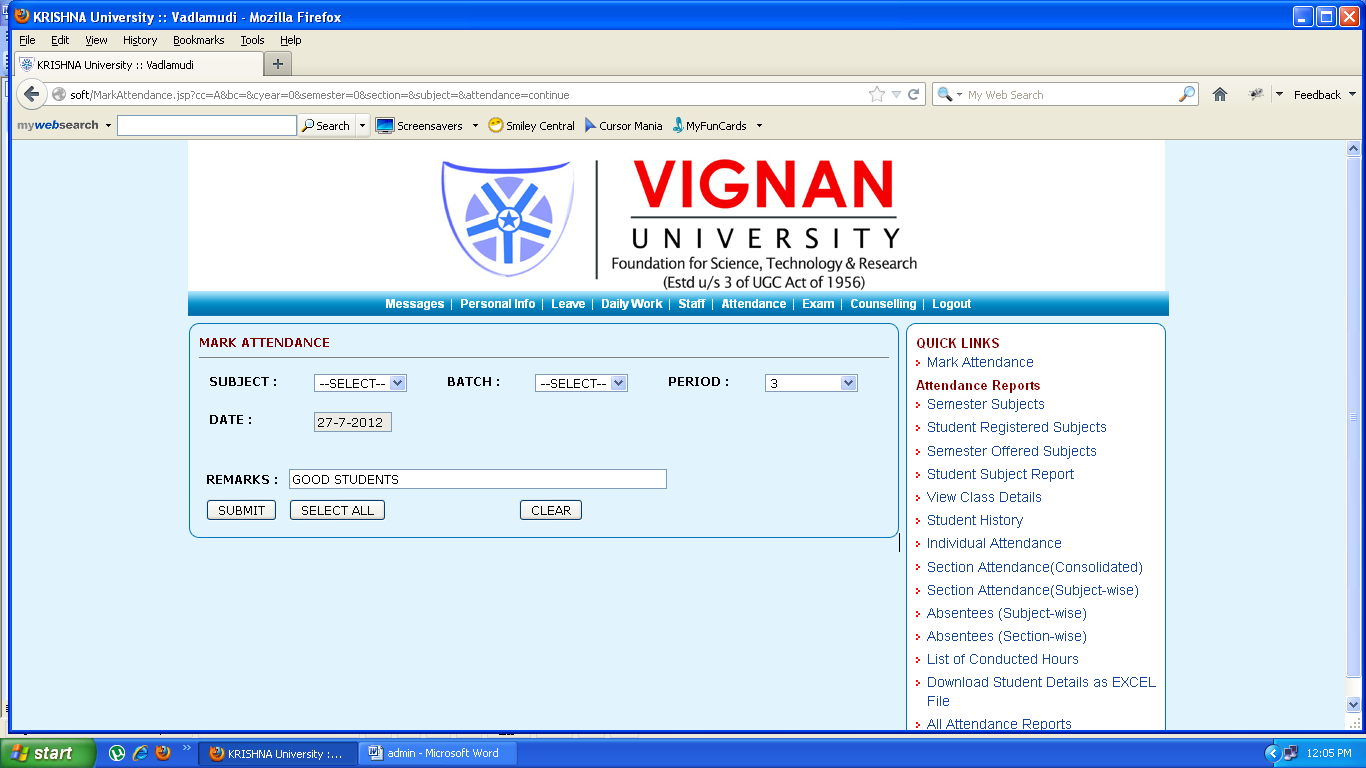 KRISHNA University :: Vadlamudi - Mozilla Firefox
File Edit View History Bookmarks Tools Help
KRISHNA University :: Vadlamudi +
soft/MarkAttendance.jsp?cc=A&bc=&cyear=0&semester=0&section=&subject=&attendance=continue
My Web Search
Feedback
mywebsearch
Search
Screensavers
Smiley Central
Cursor Mania
MyFunCards
VIGNAN
UNIVERSITY
Foundation for Science, Technology & Research
(Estd u/s 3 of UGC Act of 1956)
Messages | Personal Info | Leave | Daily Work | Staff | Attendance | Exam | Counselling | Logout
MARK ATTENDANCE
SUBJECT : --SELECT-- BATCH : --SELECT-- PERIOD : 3
DATE : 27-7-2012
REMARKS : GOOD STUDENTS
SUBMIT SELECT ALL CLEAR
QUICK LINKS
Mark Attendance
Attendance Reports
Semester Subjects
Student Registered Subjects
Semester Offered Subjects
Student Subject Report
View Class Details
Student History
Individual Attendance
Section Attendance(Consolidated)
Section Attendance(Subject-wise)
Absentees (Subject-wise)
Absentees (Section-wise)
List of Conducted Hours
Download Student Details as EXCEL
File
All Attendance Reports
start
KRISHNA University :...
admin - Microsoft Word
12:05 PM